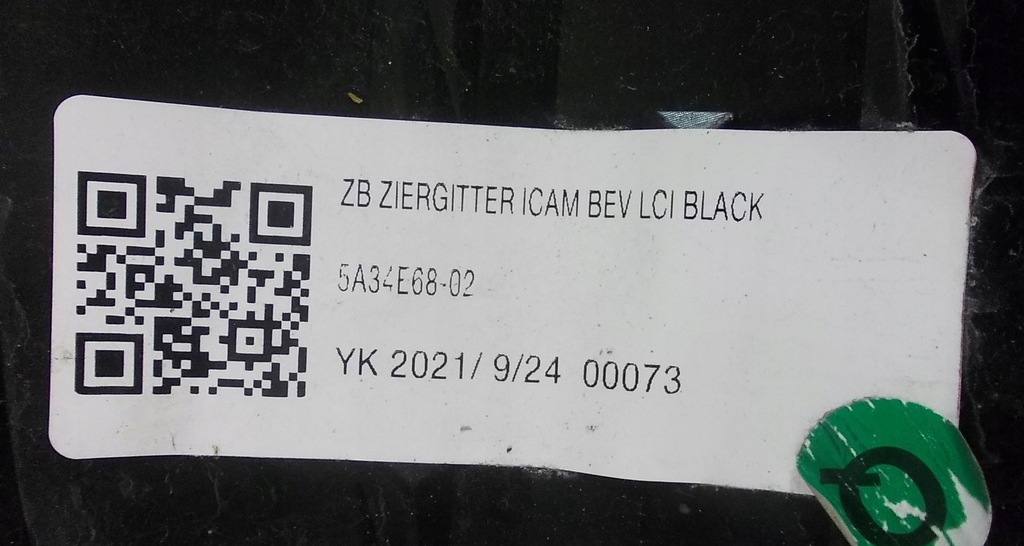 ZB ZIERGITTER ICAM BEV LCI BLACK
5A34E68-02
YK 2021/ 9/24 00073